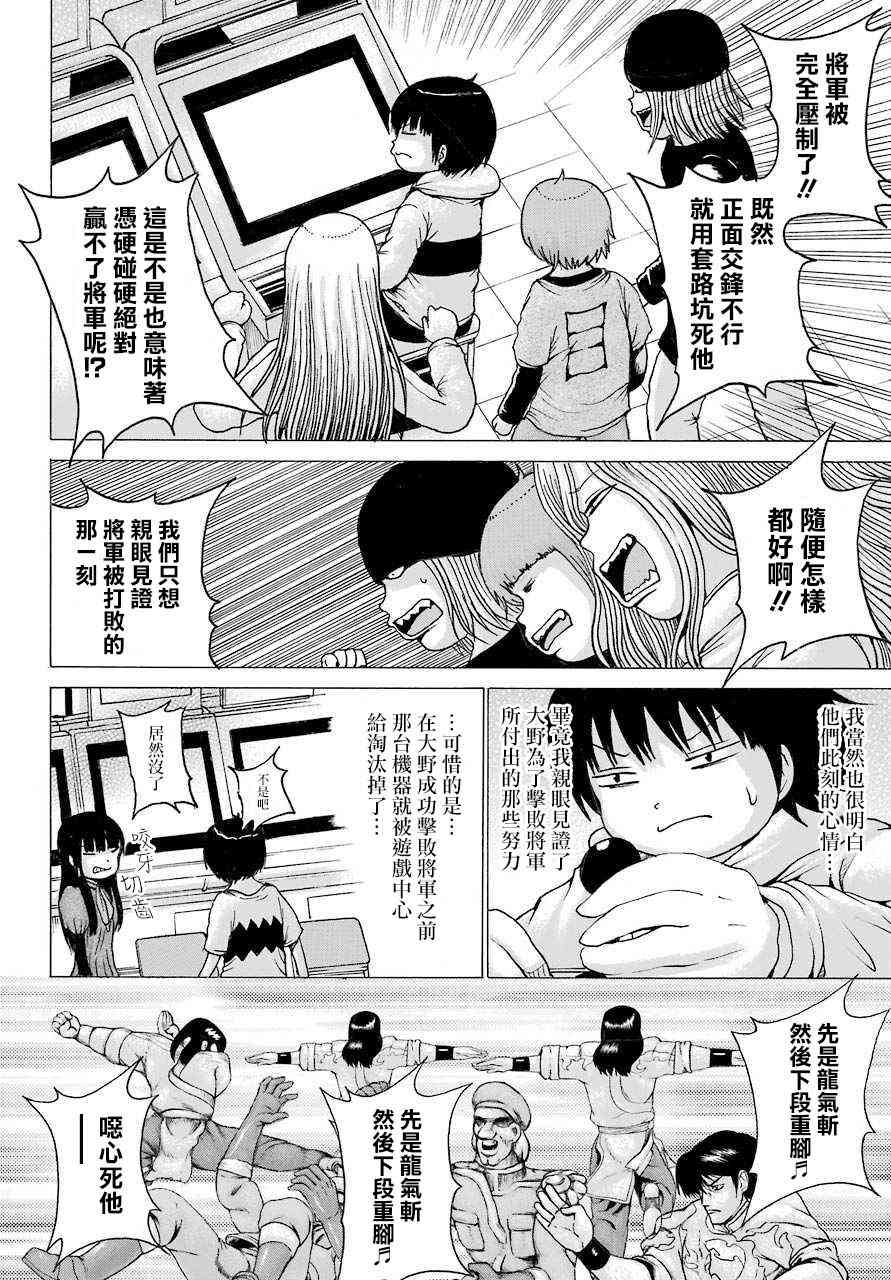 將軍被
完全壓制了!!
既然
正面交鋒不行
就用套路坑死他
這是不是也意味著
憑硬碰硬絕對
贏不了將軍呢!?
隨便怎樣
都好啊!!
我們只想
親眼見證
將軍被打敗的
那一刻
我當然也很明白
他們此刻的心情…
畢竟我親眼見證了
大野為了擊敗將軍
所付出的那些努力
…可惜的是…
在大野成功擊敗將軍之前
那台機器就被遊戲中心
給淘汰掉了…
不是吧
居然沒了
咬牙
切齒
先是龍氣斬
然後下段重腳♬
先是龍氣斬
然後下段重腳♬
噁心死他
——